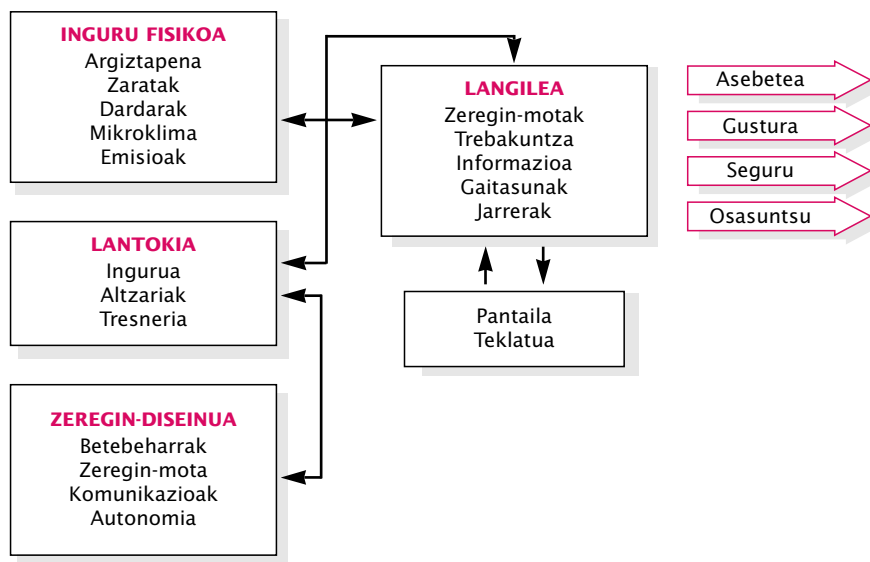 INGURU FISIKOA
Argiztapena
Zaratak
Dardarak
Mikroklima
Emisioak
LANTOKIA
Ingurua
Altzariak
Tresneria
ZEREGIN-DISEINUA
Betebeharrak
Zeregin-mota
Komunikazioak
Autonomia
LANGILEA
Zeregin-motak
Trebakuntza
Informazioa
Gaitasunak
Jarrerak
Pantaila
Teklatua
Asebetea
Gustura
Seguru
Osasuntsu